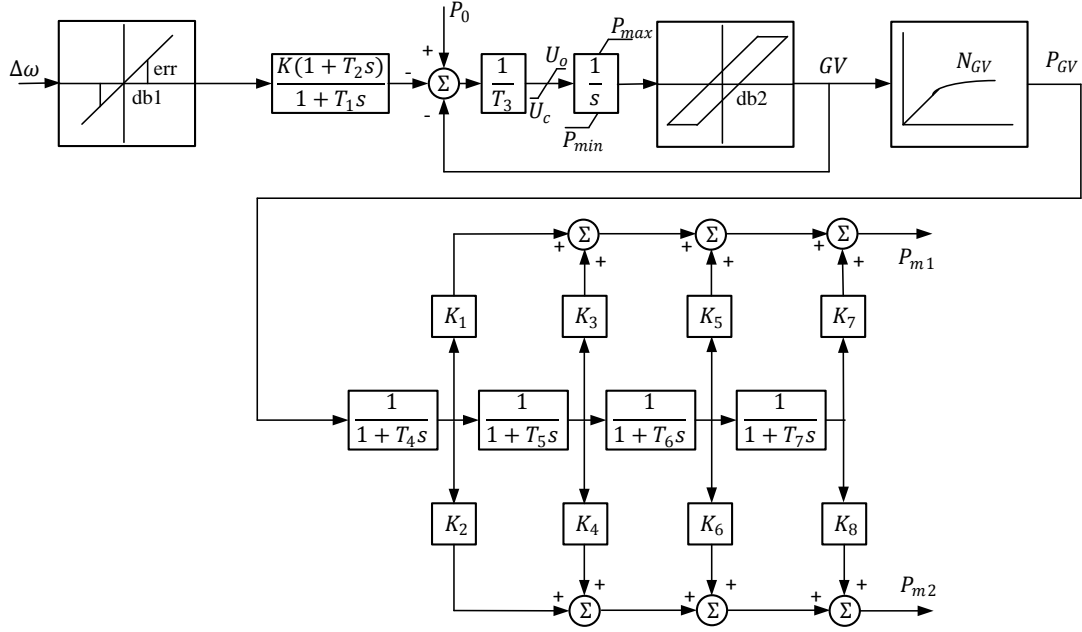 P₀
Δω
err
db1
K(1 + T₂s)
1 + T₁s
+
-
Σ
-
1
T₃
Uₒ
U_c
P_max
1
s
P_min
db2
GV
N_GV
P_GV
Σ
Σ
Σ
+
+
+
+
+
+
P_m1
K₁
K₃
K₅
K₇
1
1 + T₄s
1
1 + T₅s
1
1 + T₆s
1
1 + T₇s
K₂
K₄
K₆
K₈
+
+
+
+
+
+
Σ
Σ
Σ
P_m2